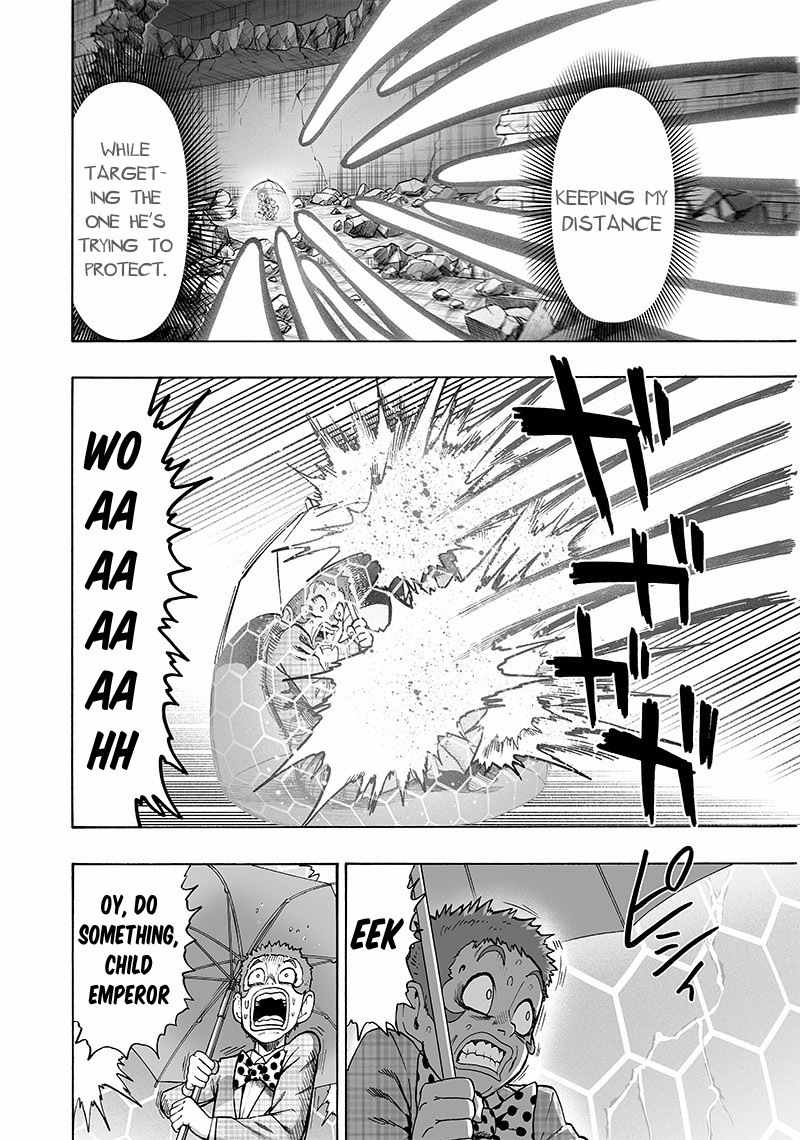 KEEPING MY
DISTANCE
WHILE
TARGET-
ING THE
ONE HE'S
TRYING TO
PROTECT.
ガガガガ
WO
AA
AA
AA
AA
HH
ピシッ
EEK
OY, DO
SOMETHING,
CHILD
EMPEROR